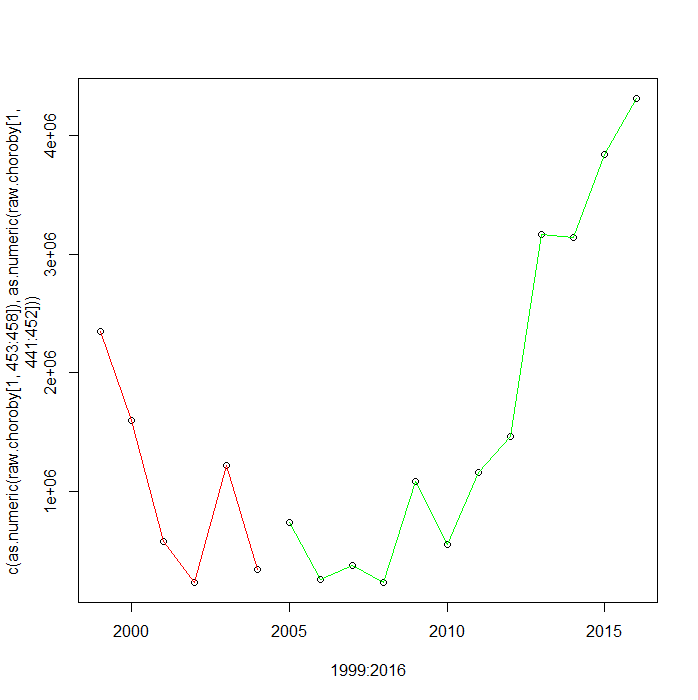 c(as.numeric(raw.choroby[1, 453:458]), as.numeric(raw.choroby[1,
441:452]))
4e+06
3e+06
2e+06
1e+06
2000
2005
2010
2015
1999:2016